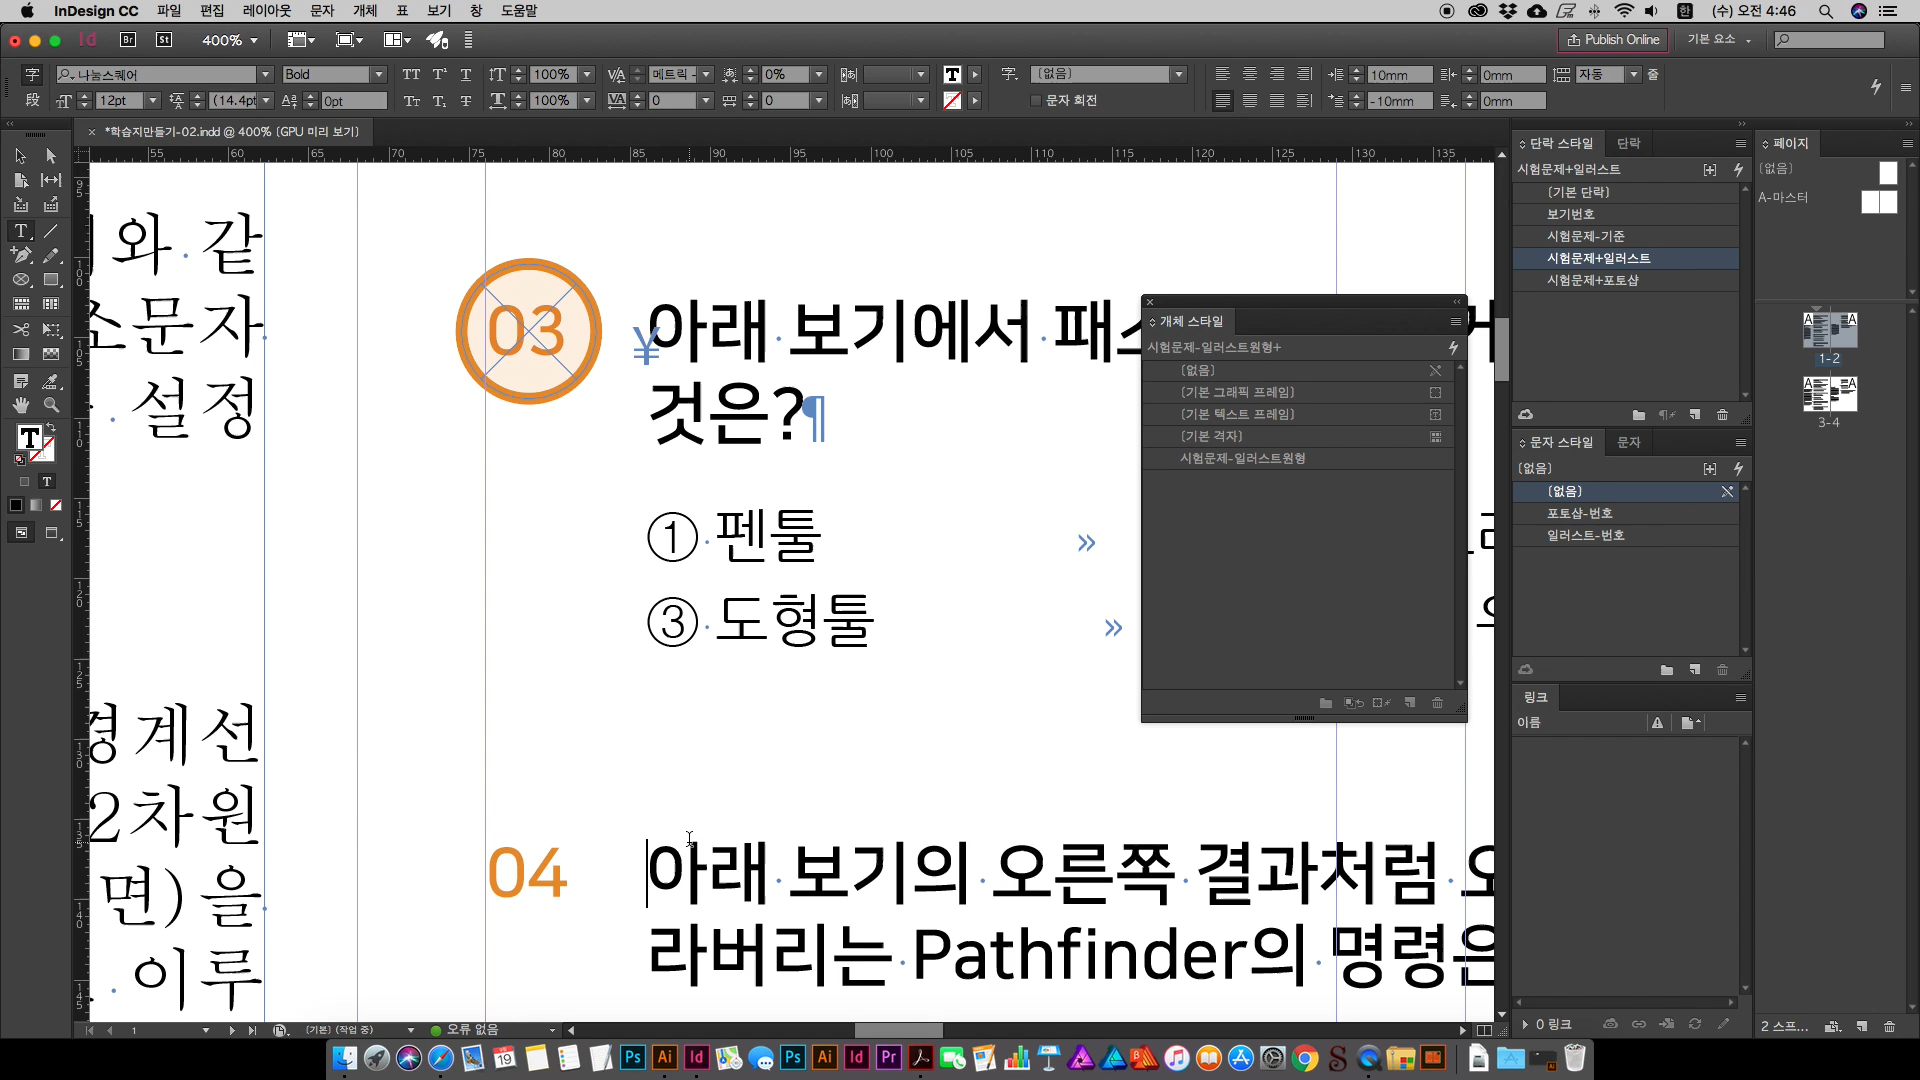 InDesign CC 파일 편집 레이아웃 문자 개체 표 보기 창 도움말
한 (수) 오전 4:46
Id Br St 400%
Publish Online 기본 요소
字 나눔스퀘어 Bold 100% 메트릭 - 0% 字. [없음] 10mm 0mm 자동 줄
段 12pt (14.4pt 0pt 100% 0 0 문자 회전 -10mm 0mm
*학습지만들기-02.indd @ 400% [GPU 미리 보기]
55 60 65 70 75 80 85 90 95 100 105 110 115 120 125 130 135
와 같
소문자
설정
경계선
2차원
면)을
이루
03 아래 보기에서 패스
것은?
① 펜툴
③ 도형툴
04 아래 보기의 오른쪽 결과처럼
라버리는 Pathfinder의 명령은
개체 스타일
시험문제-일러스트원형+
[없음]
[기본 그래픽 프레임]
[기본 텍스트 프레임]
[기본 격자]
시험문제-일러스트원형
단락 스타일 단락
시험문제+일러스트
[기본 단락]
보기번호
시험문제-기준
시험문제+일러스트
시험문제+포토샵
문자 스타일 문자
[없음]
[없음]
포토샵-번호
일러스트-번호
링크
이름
0 링크
페이지
[없음]
A-마스터
A A
1-2
A A
3-4
2 스프...
1 [기본] (작업 중) 오류 없음
19 Ps Ai Id Ps Ai Id Pr